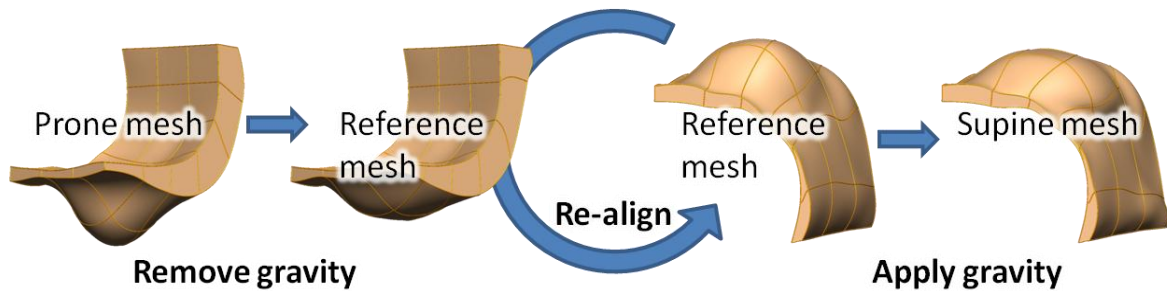 Prone mesh
Reference
mesh
Re-align
Reference
mesh
Supine mesh
Remove gravity
Apply gravity